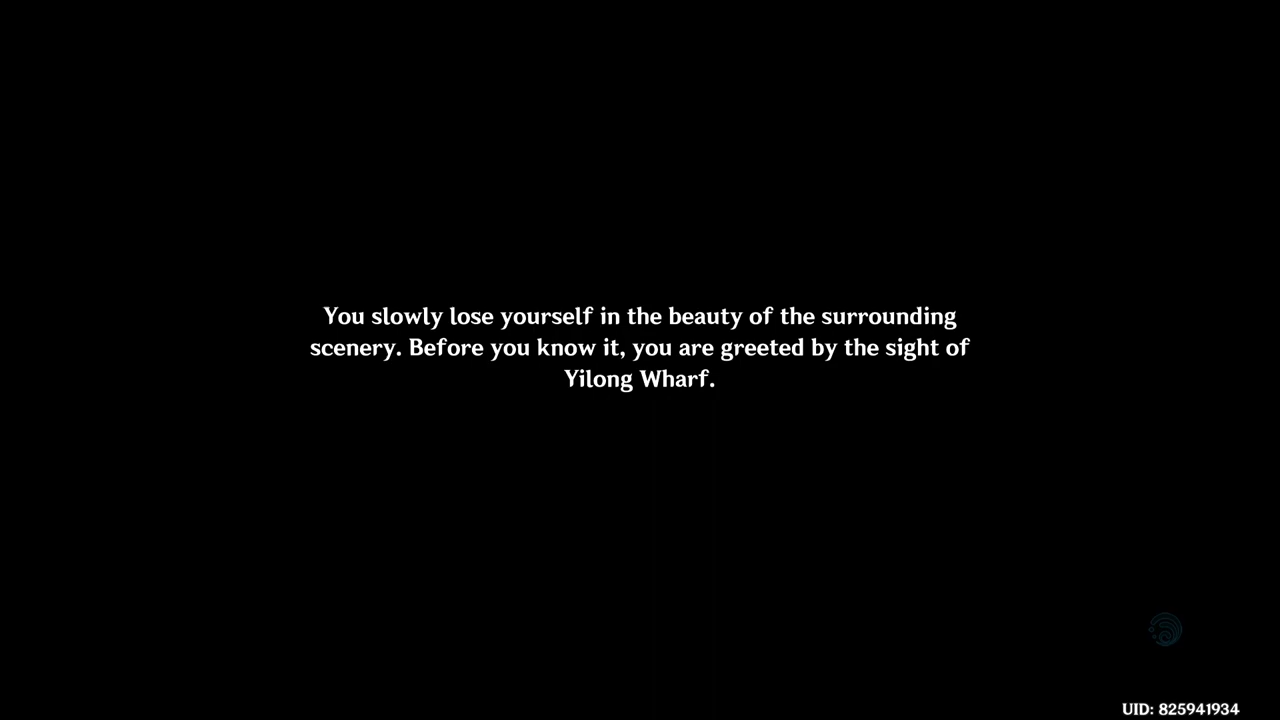 You slowly lose yourself in the beauty of the surrounding
scenery. Before you know it, you are greeted by the sight of
Yilong Wharf.
UID: 825941934